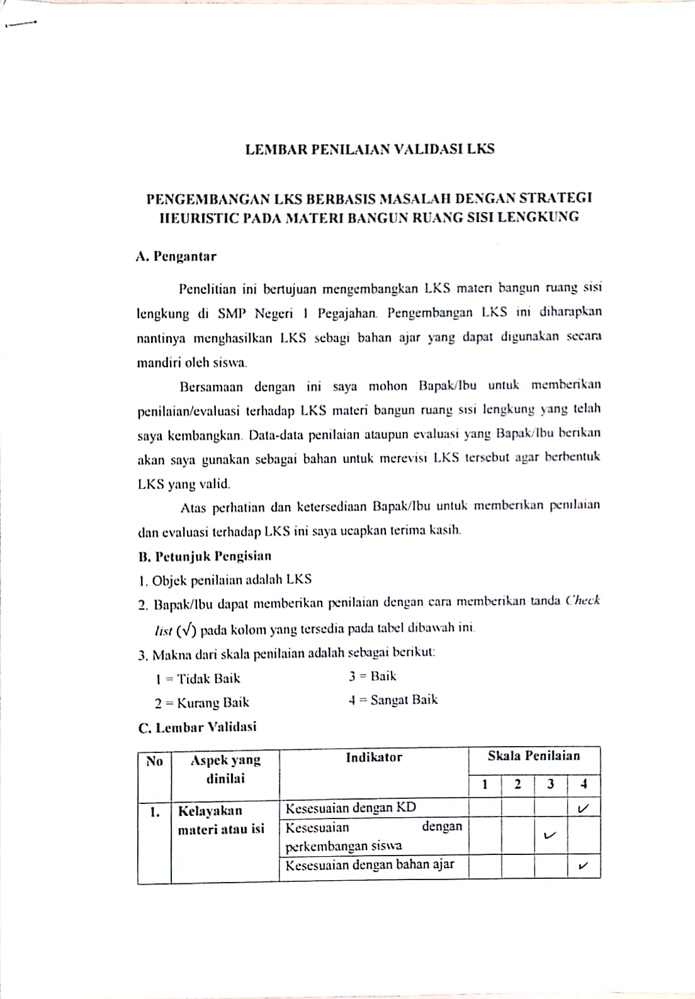 LEMBAR PENILAIAN VALIDASI LKS
PENGEMBANGAN LKS BERBASIS MASALAH DENGAN STRATEGI
HEURISTIC PADA MATERI BANGUN RUANG SISI LENGKUNG
A. Pengantar
Penelitian ini bertujuan mengembangkan LKS materi bangun ruang sisi
lengkung di SMP Negeri 1 Pegajahan. Pengembangan LKS ini diharapkan
nantinya menghasilkan LKS sebagi bahan ajar yang dapat digunakan secara
mandiri oleh siswa.
Bersamaan dengan ini saya mohon Bapak/Ibu untuk memberikan
penilaian/evaluasi terhadap LKS materi bangun ruang sisi lengkung yang telah
saya kembangkan. Data-data penilaian ataupun evaluasi yang Bapak/Ibu berikan
akan saya gunakan sebagai bahan untuk merevisi LKS tersebut agar berbentuk
LKS yang valid.
Atas perhatian dan ketersediaan Bapak/Ibu untuk memberikan penilaian
dan evaluasi terhadap LKS ini saya ucapkan terima kasih.
B. Petunjuk Pengisian
1. Objek penilaian adalah LKS
2. Bapak/Ibu dapat memberikan penilaian dengan cara memberikan tanda Check
list (√) pada kolom yang tersedia pada tabel dibawah ini.
3. Makna dari skala penilaian adalah sebagai berikut:
1 = Tidak Baik 3 = Baik
2 = Kurang Baik 4 = Sangat Baik
C. Lembar Validasi
No Aspek yang Indikator Skala Penilaian
dinilai
1 2 3 4
1. Kelayakan Kesesuaian dengan KD ✓
materi atau isi Kesesuaian dengan
perkembangan siswa ✓
Kesesuaian dengan bahan ajar ✓